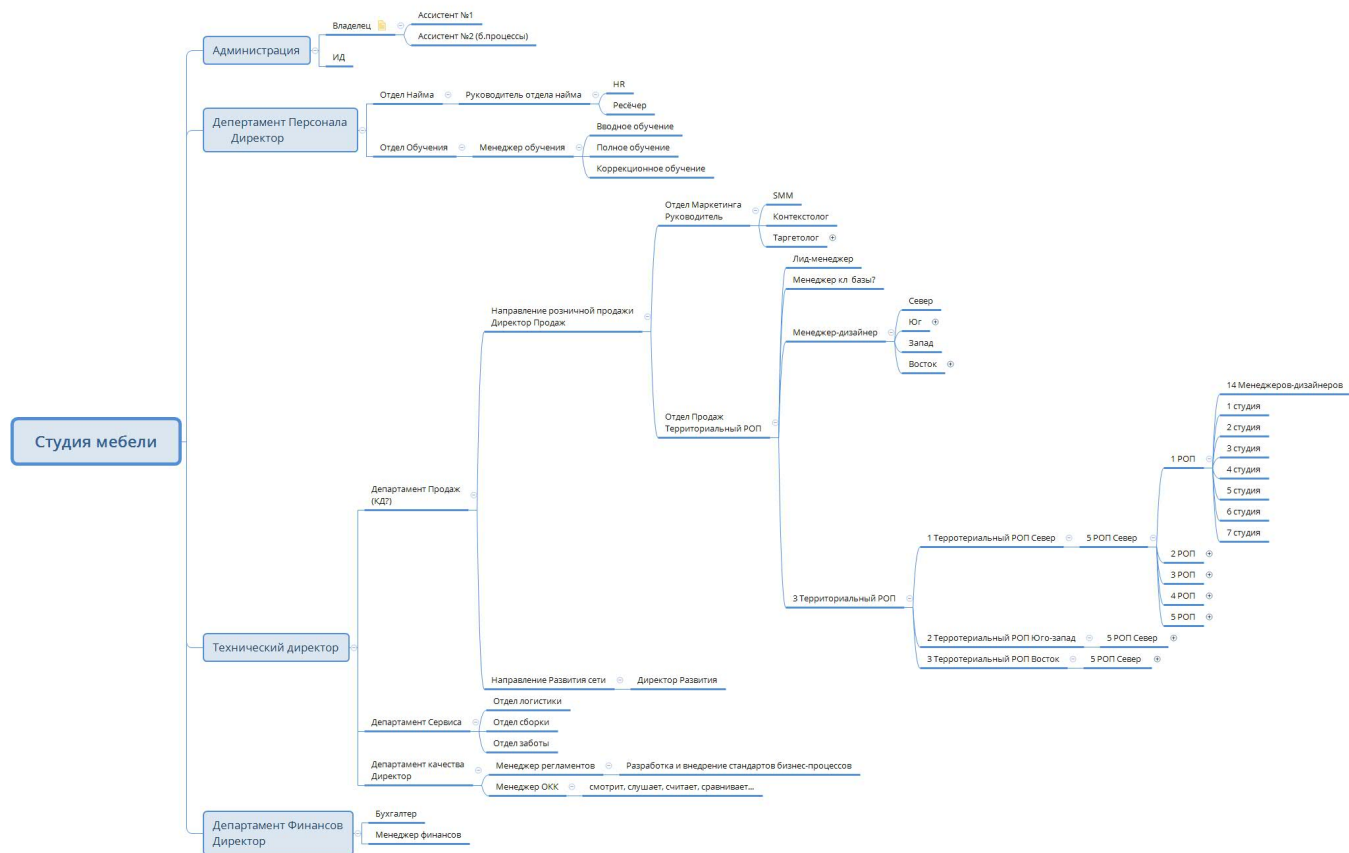 Студия мебели
Администрация
Владелец
Ассистент №1
Ассистент №2 (б.процессы)
ИД
Депертамент Персонала
Директор
Отдел Найма
Руководитель отдела найма
HR
Ресёчер
Отдел Обучения
Менеджер обучения
Вводное обучение
Полное обучение
Коррекционное обучение
Технический директор
Департамент Продаж
(КД?)
Направление розничной продажи
Директор Продаж
Отдел Маркетинга
Руководитель
SMM
Контекстолог
Таргетолог
Отдел Продаж
Территориальный РОП
Лид-менеджер
Менеджер кл базы?
Менеджер-дизайнер
Север
Юг
Запад
Восток
3 Территориальный РОП
1 Терротериальный РОП Север
5 РОП Север
1 РОП
14 Менеджеров-дизайнеров
1 студия
2 студия
3 студия
4 студия
5 студия
6 студия
7 студия
2 РОП
3 РОП
4 РОП
5 РОП
2 Терротериальный РОП Юго-запад
5 РОП Север
3 Терротериальный РОП Восток
5 РОП Север
Направление Развития сети
Директор Развития
Департамент Сервиса
Отдел логистики
Отдел сборки
Отдел заботы
Департамент качества
Директор
Менеджер регламентов
Разработка и внедрение стандартов бизнес-процессов
Менеджер ОКК
смотрит, слушает, считает, сравнивает...
Департамент Финансов
Директор
Бухгалтер
Менеджер финансов